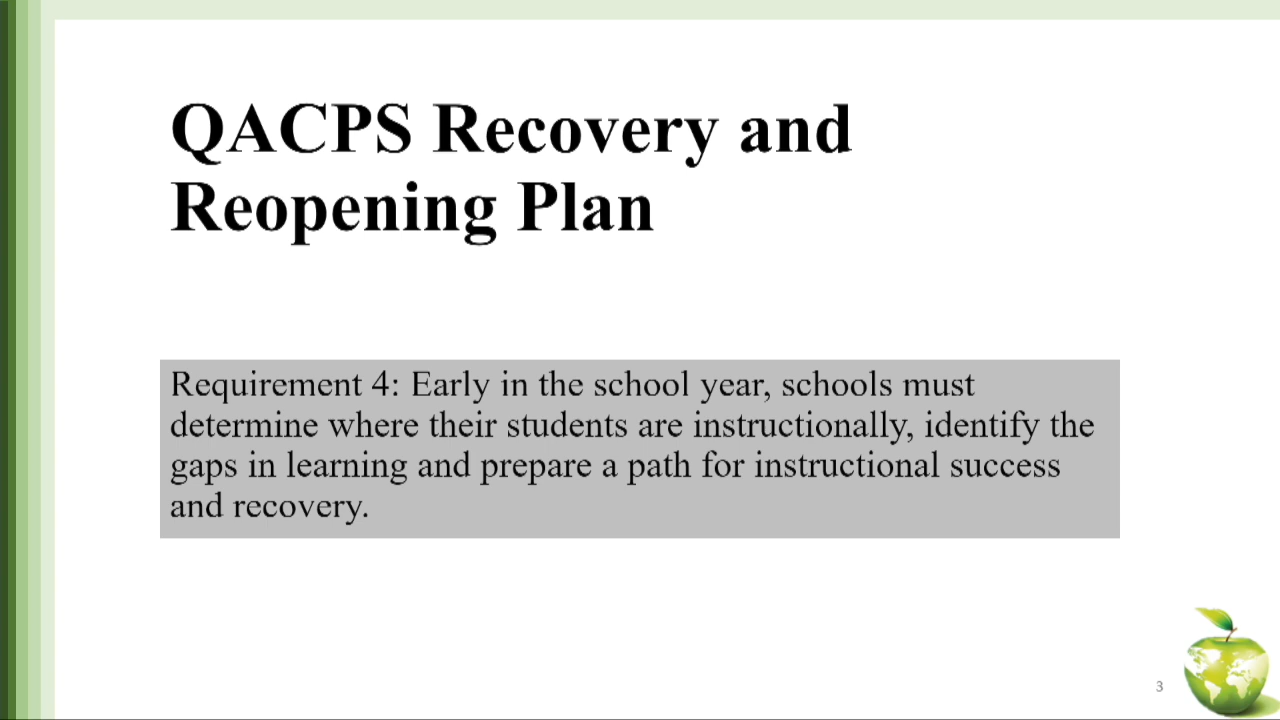 QACPS Recovery and
Reopening Plan
Requirement 4: Early in the school year, schools must
determine where their students are instructionally, identify the
gaps in learning and prepare a path for instructional success
and recovery.
3